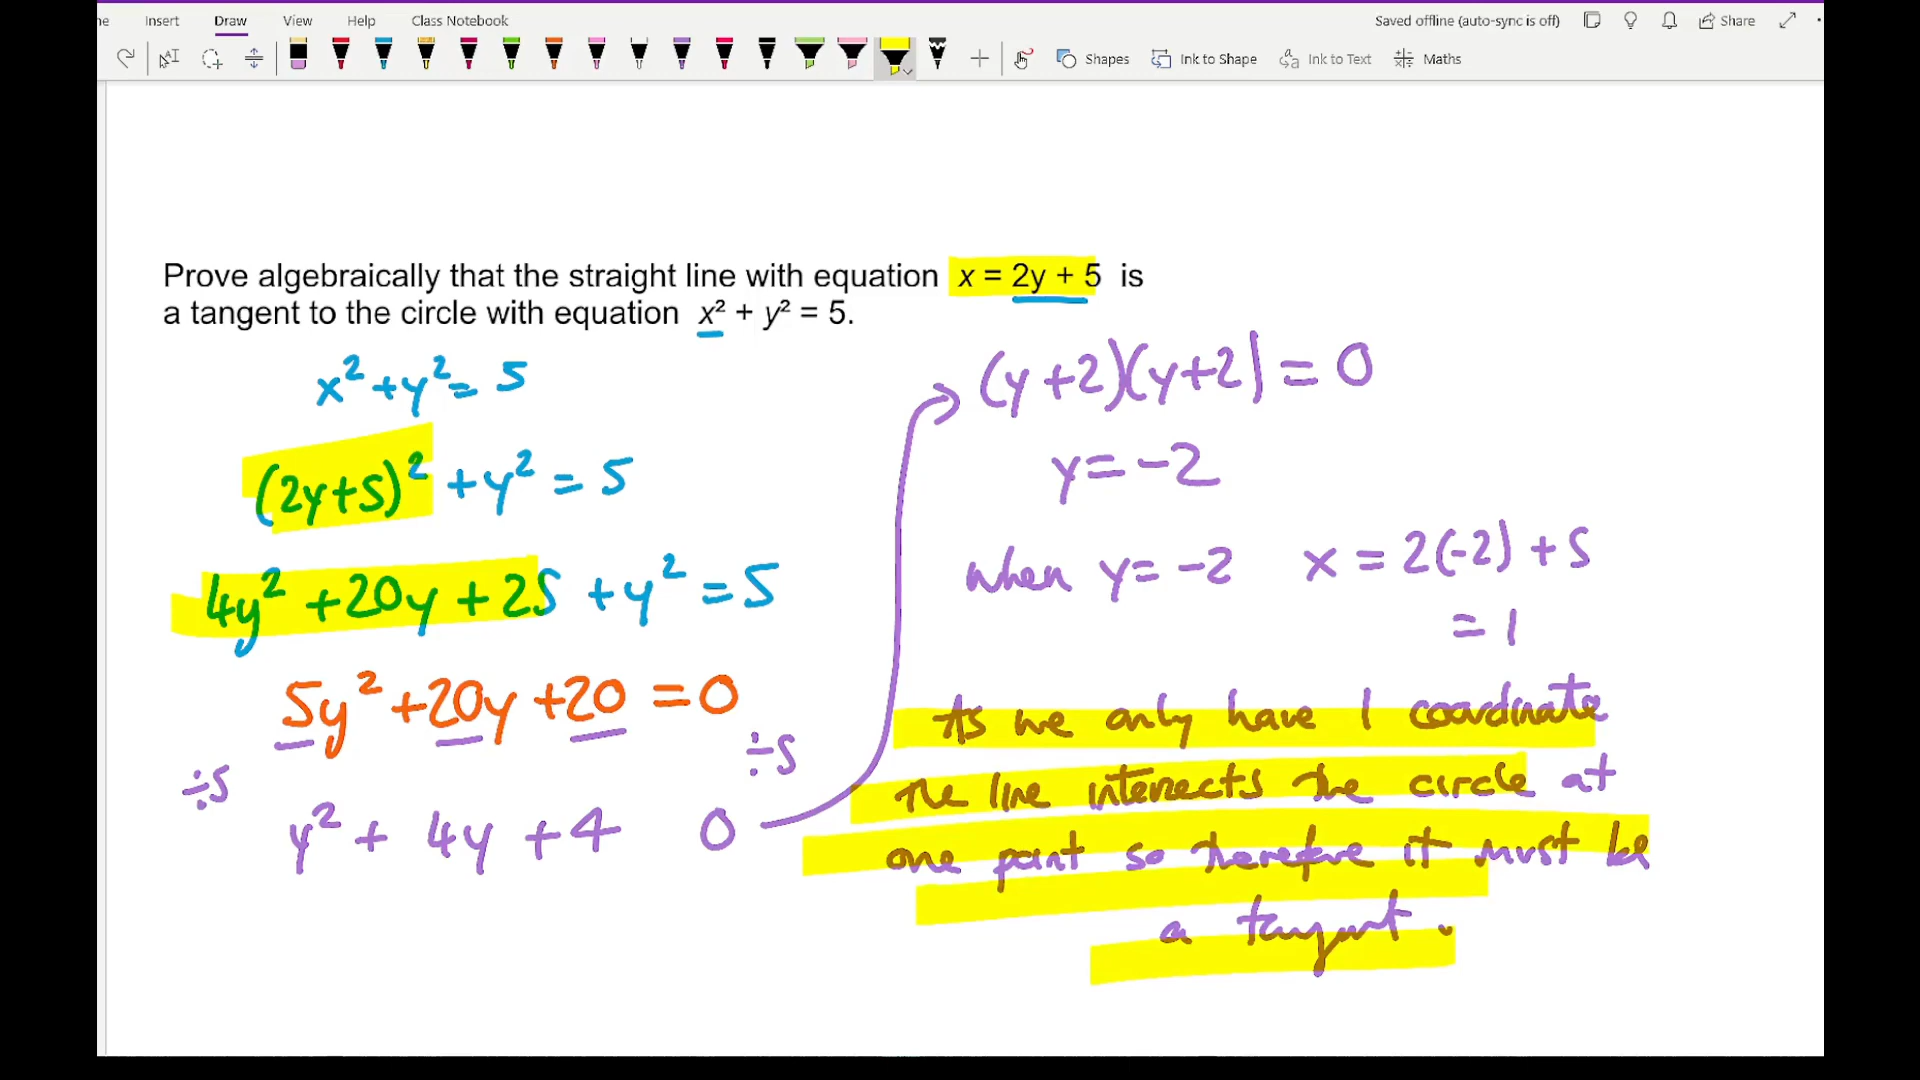 Insert Draw View Help Class Notebook Saved offline (auto-sync is off) Share
Shapes Ink to Shape Ink to Text Maths
Prove algebraically that the straight line with equation x = 2y + 5 is
a tangent to the circle with equation x² + y² = 5.
x² + y² = 5
(2y+5)² + y² = 5
4y² + 20y + 25 + y² = 5
5y² + 20y + 20 = 0
÷5 ÷5
y² + 4y + 4 0
(y+2)(y+2) = 0
y = -2
when y = -2 x = 2(-2) + 5
= 1
As we only have 1 coordinate
the line intersects the circle at
one point so therefore it must be
a tangent.